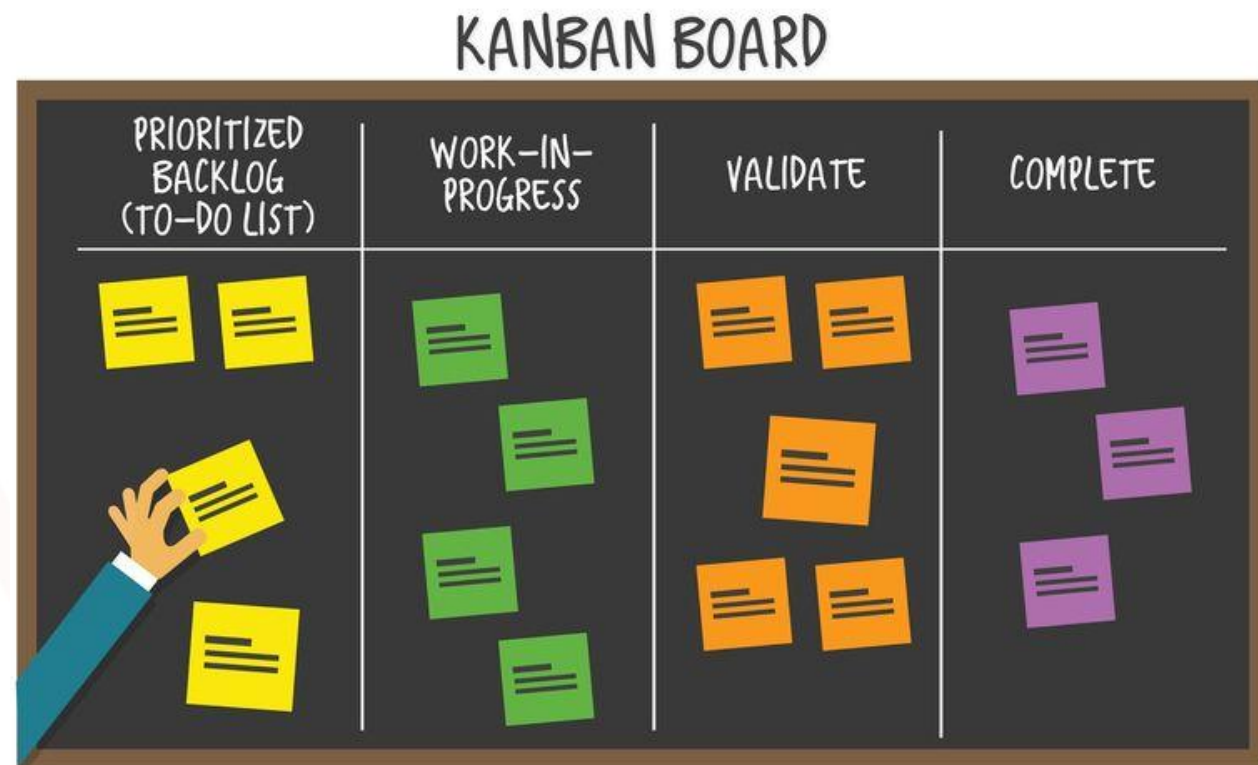 KANBAN BOARD
PRIORITIZED
BACKLOG
(TO-DO LIST)
WORK-IN-
PROGRESS
VALIDATE
COMPLETE